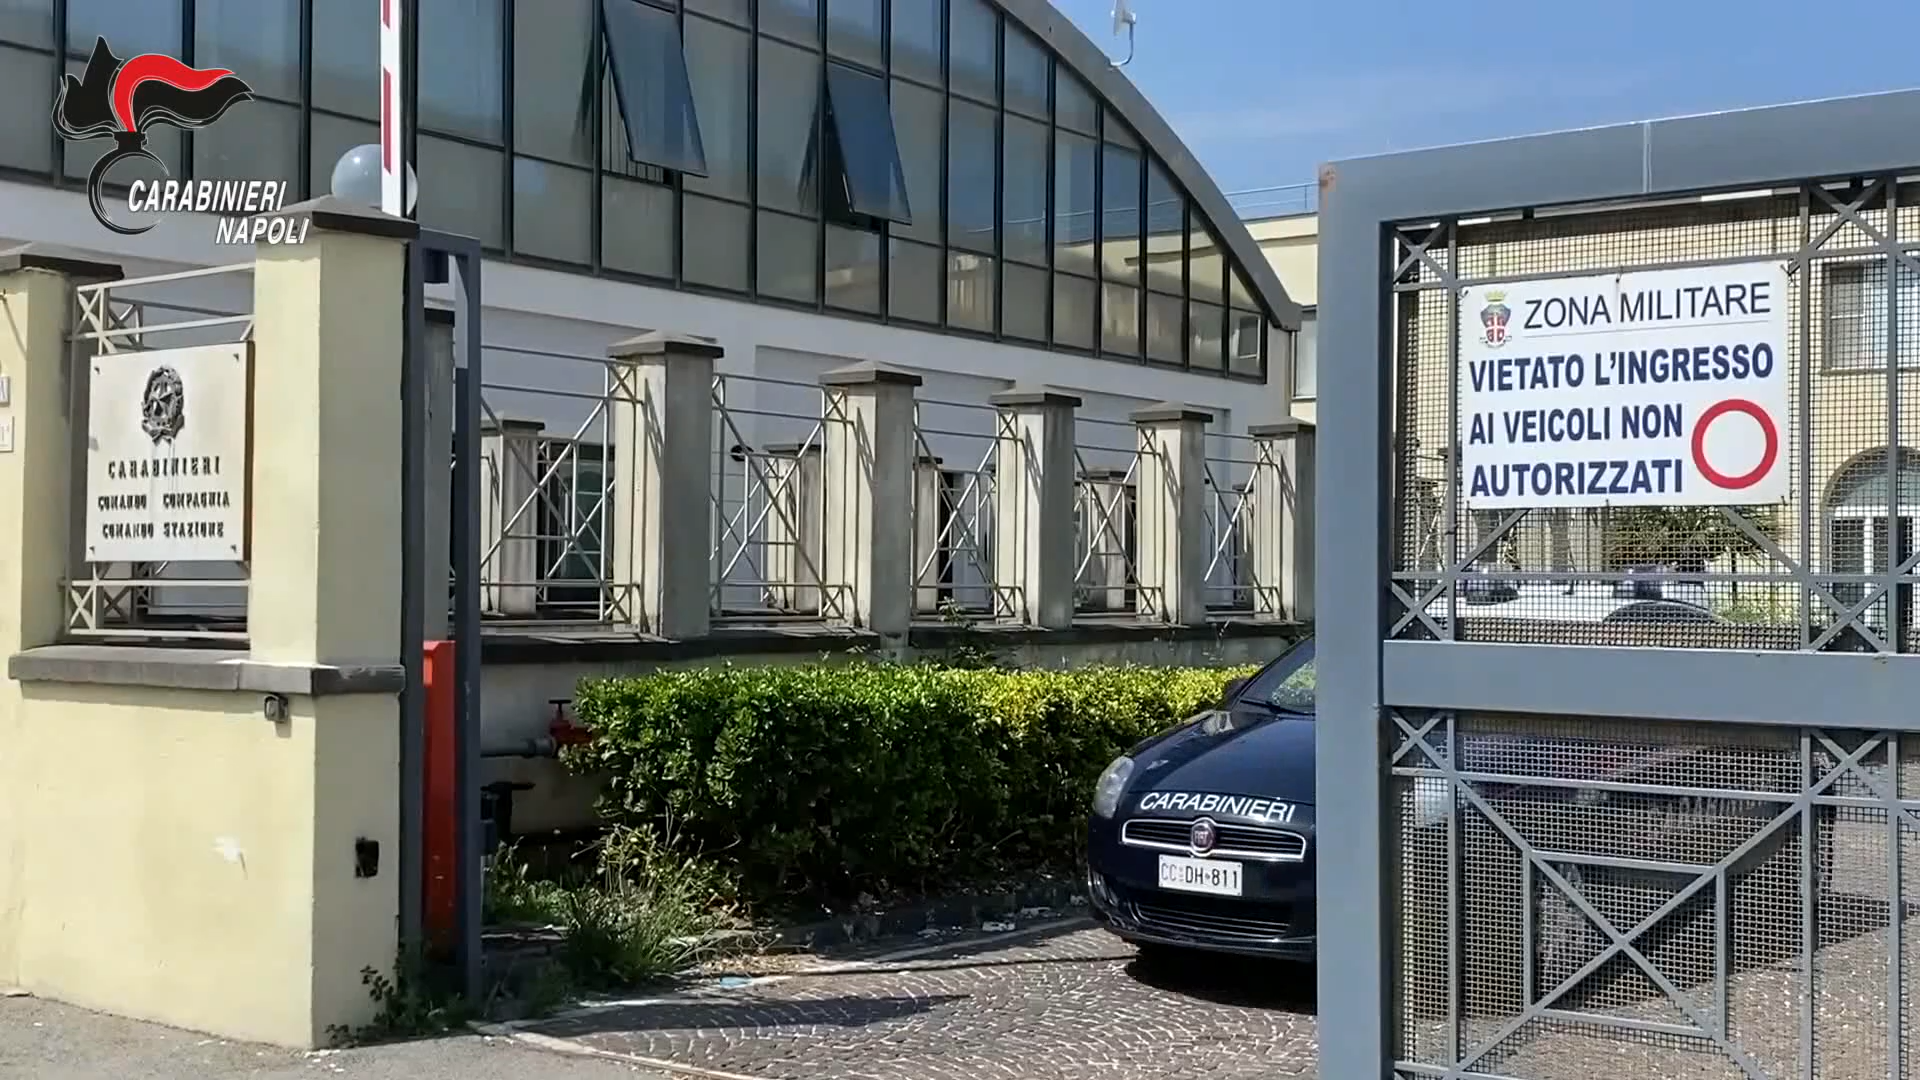 CARABINIERI
NAPOLI
CARABINIERI
COMANDO COMPAGNIA
COMANDO STAZIONE
ZONA MILITARE
VIETATO L'INGRESSO
AI VEICOLI NON
AUTORIZZATI
CARABINIERI
FIAT
CC DH 811